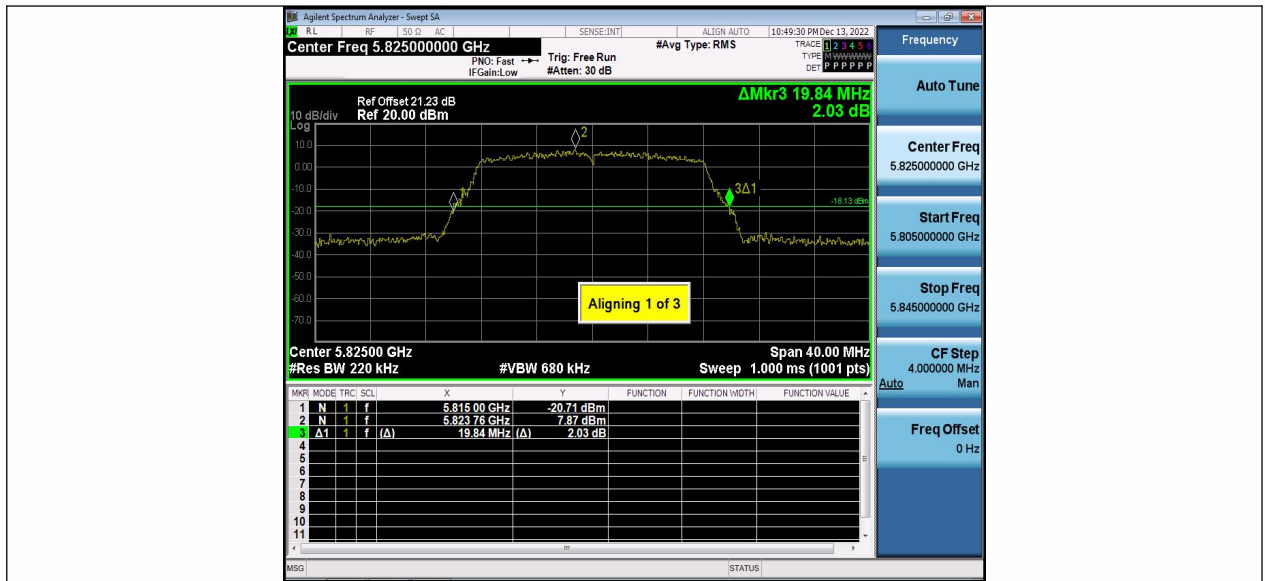 Agilent Spectrum Analyzer - Swept SA
RL RF 50 Ω AC SENSE:INT ALIGN AUTO 10:49:30 PM Dec 13, 2022
Center Freq 5.825000000 GHz #Avg Type: RMS TRACE 1 2 3 4 5 6
PNO: Fast Trig: Free Run TYPE M WWWWW
IFGain:Low #Atten: 30 dB DET P P P P P P
Frequency
Auto Tune
ΔMkr3 19.84 MHz
Ref Offset 21.23 dB
10 dB/div Ref 20.00 dBm 2.03 dB
Log
10.0
0.00
-10.0
-20.0
-30.0
-40.0
-50.0
-60.0
-70.0
2
3Δ1
-18.13 dBm
Aligning 1 of 3
Center 5.82500 GHz Span 40.00 MHz
#Res BW 220 kHz #VBW 680 kHz Sweep 1.000 ms (1001 pts)
Center Freq
5.825000000 GHz
Start Freq
5.805000000 GHz
Stop Freq
5.845000000 GHz
CF Step
4.000000 MHz
Auto Man
Freq Offset
0 Hz
MKR MODE TRC SCL X Y FUNCTION FUNCTION WIDTH FUNCTION VALUE
1 N 1 f 5.815 00 GHz -20.71 dBm
2 N 1 f 5.823 76 GHz 7.87 dBm
3 Δ1 1 f (Δ) 19.84 MHz (Δ) 2.03 dB
4
5
6
7
8
9
10
11
MSG STATUS